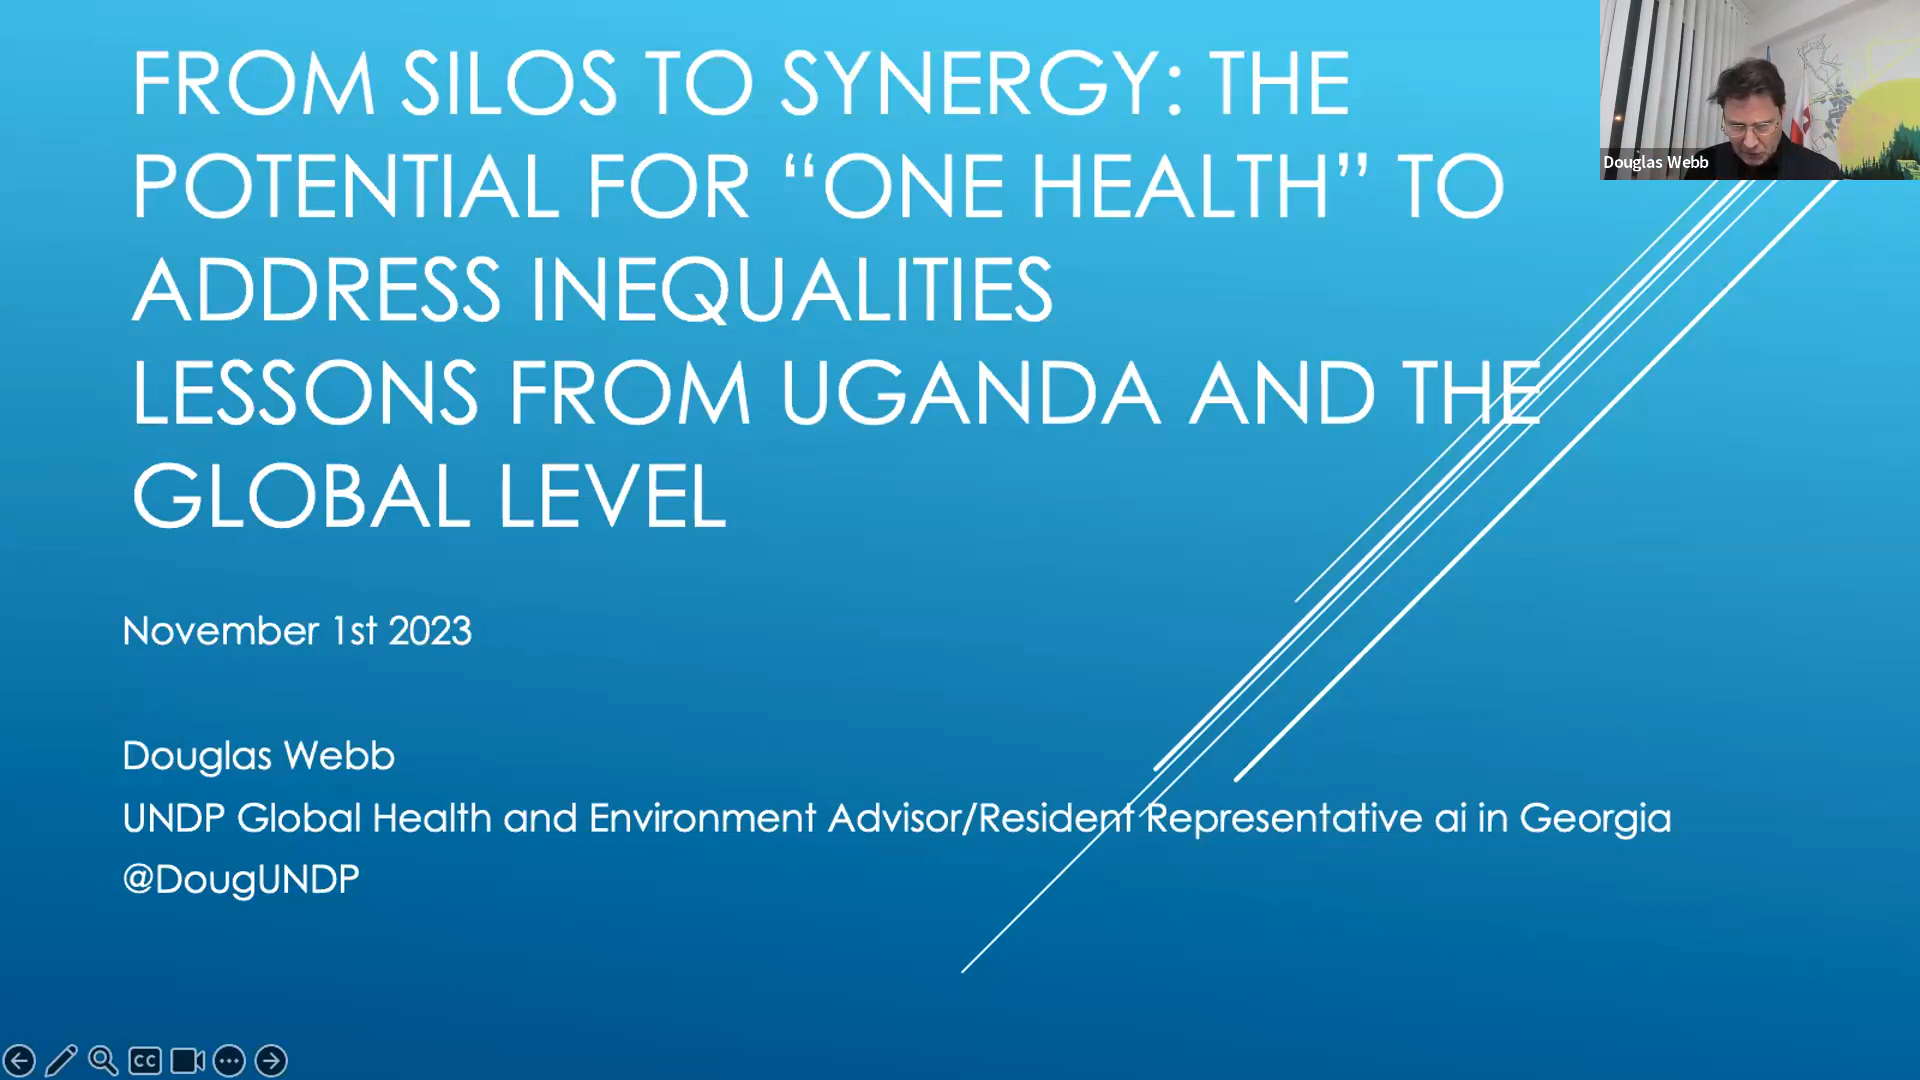 FROM SILOS TO SYNERGY: THE
POTENTIAL FOR “ONE HEALTH” TO
ADDRESS INEQUALITIES
LESSONS FROM UGANDA AND THE
GLOBAL LEVEL
Douglas Webb
November 1st 2023
Douglas Webb
UNDP Global Health and Environment Advisor/Resident Representative ai in Georgia
@DougUNDP
CC